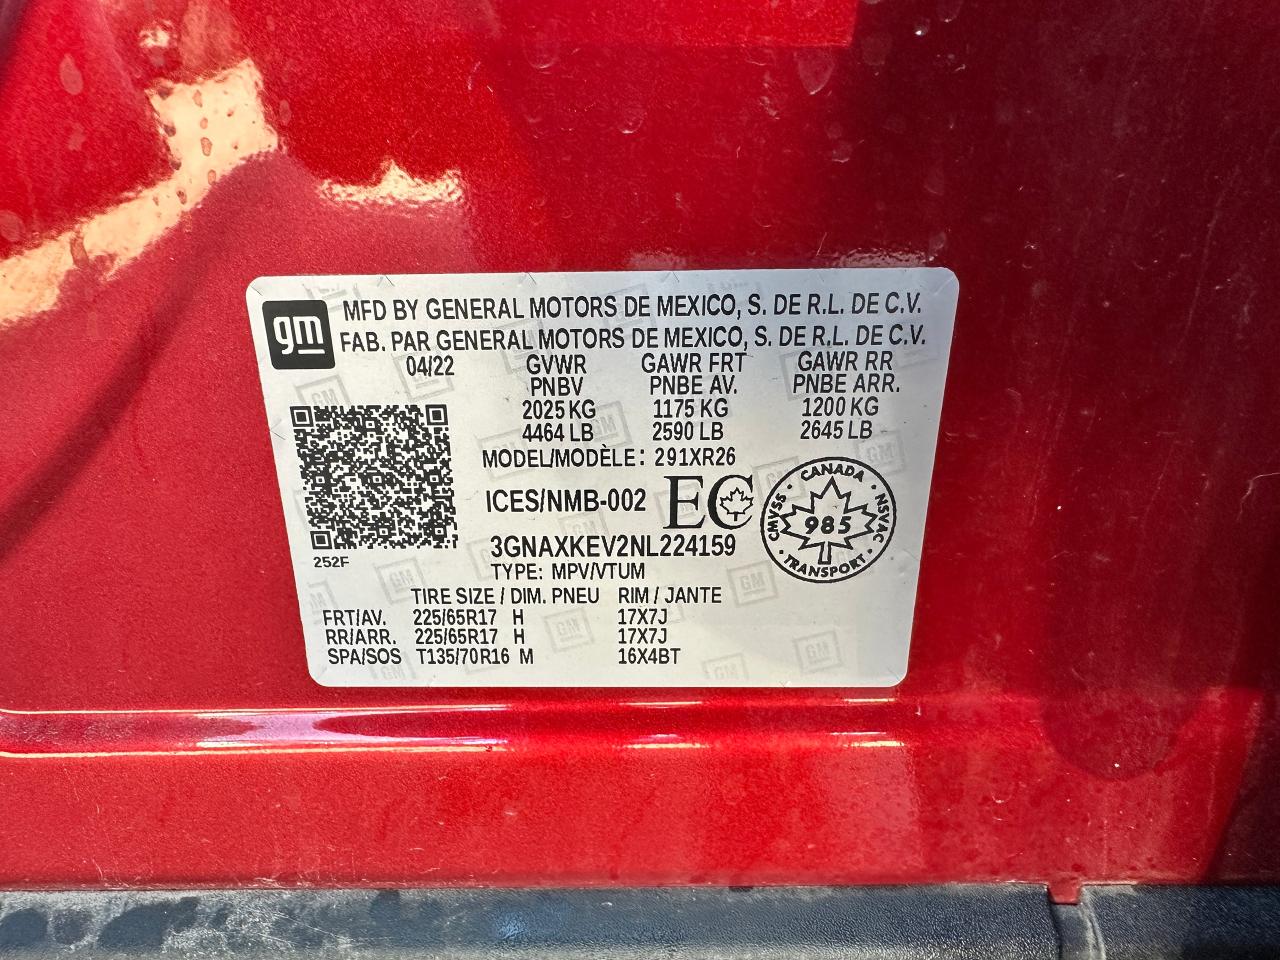 gm
MFD BY GENERAL MOTORS DE MEXICO, S. DE R.L. DE C.V.
FAB. PAR GENERAL MOTORS DE MEXICO, S. DE R.L. DE C.V.
04/22 GVWR GAWR FRT GAWR RR
PNBV PNBE AV. PNBE ARR.
2025 KG 1175 KG 1200 KG
4464 LB 2590 LB 2645 LB
MODEL/MODÈLE: 291XR26
ICES/NMB-002 EC
CANADA
CMVSS 985 NSVAC
TRANSPORT
3GNAXKEV2NL224159
252F
TYPE: MPV/VTUM
TIRE SIZE / DIM. PNEU RIM / JANTE
FRT/AV. 225/65R17 H 17X7J
RR/ARR. 225/65R17 H 17X7J
SPA/SOS T135/70R16 M 16X4BT